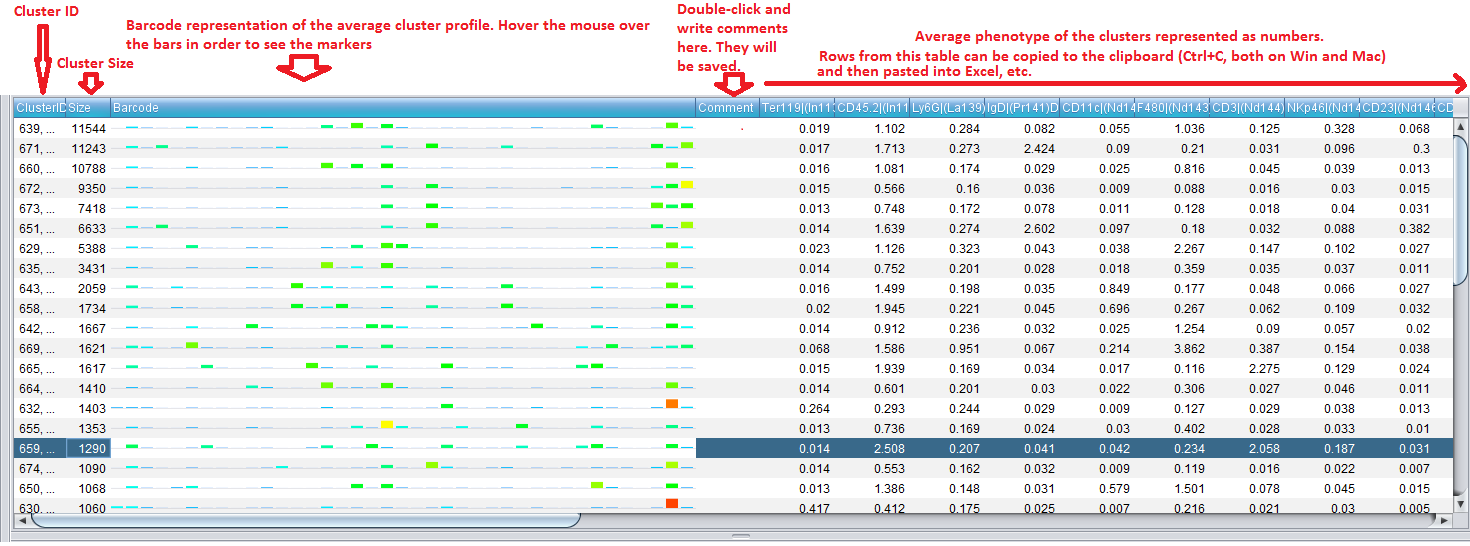 Cluster ID
Cluster Size
Barcode representation of the average cluster profile. Hover the mouse over
the bars in order to see the markers
Double-click and
write comments
here. They will
be saved.
Average phenotype of the clusters represented as numbers.
Rows from this table can be copied to the clipboard (Ctrl+C, both on Win and Mac)
and then pasted into Excel, etc.
ClusterID Size Barcode Comment Ter119|(In11 CD45.2|(In11 Ly6G|(La139) IgD|(Pr141)D CD11c|(Nd14 F480|(Nd143 CD3|(Nd144) NKp46|(Nd14 CD23|(Nd146 CD
639, ... 11544 0.019 1.102 0.284 0.082 0.055 1.036 0.125 0.328 0.068
671, ... 11243 0.017 1.713 0.273 2.424 0.09 0.21 0.031 0.096 0.3
660, ... 10788 0.016 1.081 0.174 0.029 0.025 0.816 0.045 0.039 0.013
672, ... 9350 0.015 0.566 0.16 0.036 0.009 0.088 0.016 0.03 0.015
673, ... 7418 0.013 0.748 0.172 0.078 0.011 0.128 0.018 0.04 0.031
651, ... 6633 0.014 1.639 0.274 2.602 0.097 0.18 0.032 0.088 0.382
629, ... 5388 0.023 1.126 0.323 0.043 0.038 2.267 0.147 0.102 0.027
635, ... 3431 0.014 0.752 0.201 0.028 0.018 0.359 0.035 0.037 0.011
643, ... 2059 0.016 1.499 0.198 0.035 0.849 0.177 0.048 0.066 0.027
658, ... 1734 0.02 1.945 0.221 0.045 0.696 0.267 0.062 0.109 0.032
642, ... 1667 0.014 0.912 0.236 0.032 0.025 1.254 0.09 0.057 0.02
669, ... 1621 0.068 1.586 0.951 0.067 0.214 3.862 0.387 0.154 0.038
665, ... 1617 0.015 1.939 0.169 0.034 0.017 0.116 2.275 0.129 0.024
664, ... 1410 0.014 0.601 0.201 0.03 0.022 0.306 0.027 0.046 0.011
632, ... 1403 0.264 0.293 0.244 0.029 0.009 0.127 0.029 0.038 0.013
655, ... 1353 0.013 0.736 0.169 0.024 0.03 0.402 0.028 0.033 0.01
659, ... 1290 0.014 2.508 0.207 0.041 0.042 0.234 2.058 0.187 0.031
674, ... 1090 0.014 0.553 0.162 0.032 0.009 0.119 0.016 0.022 0.007
650, ... 1068 0.013 1.386 0.148 0.031 0.579 1.501 0.078 0.045 0.015
630, ... 1060 0.417 0.412 0.175 0.025 0.007 0.216 0.021 0.03 0.005